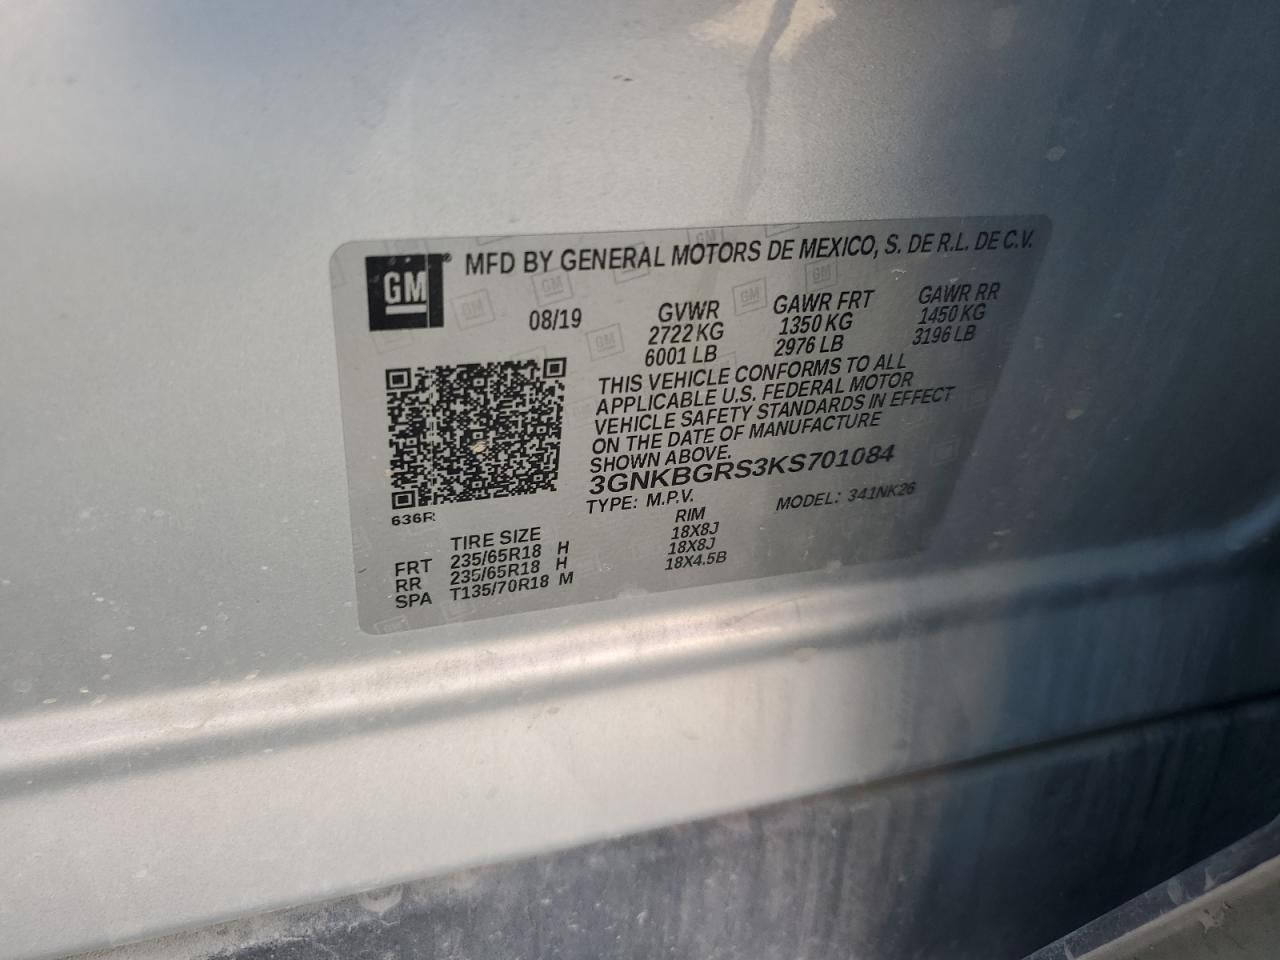 GM
MFD BY GENERAL MOTORS DE MEXICO, S. DE R.L. DE C.V.
08/19 GVWR GAWR FRT GAWR RR
2722 KG 1350 KG 1450 KG
6001 LB 2976 LB 3196 LB
THIS VEHICLE CONFORMS TO ALL
APPLICABLE U.S. FEDERAL MOTOR
VEHICLE SAFETY STANDARDS IN EFFECT
ON THE DATE OF MANUFACTURE
SHOWN ABOVE.
3GNKBGRS3KS701084
TYPE: M.P.V. MODEL: 341NK26
636R
TIRE SIZE RIM
FRT 235/65R18 H 18X8J
RR 235/65R18 H 18X8J
SPA T135/70R18 M 18X4.5B